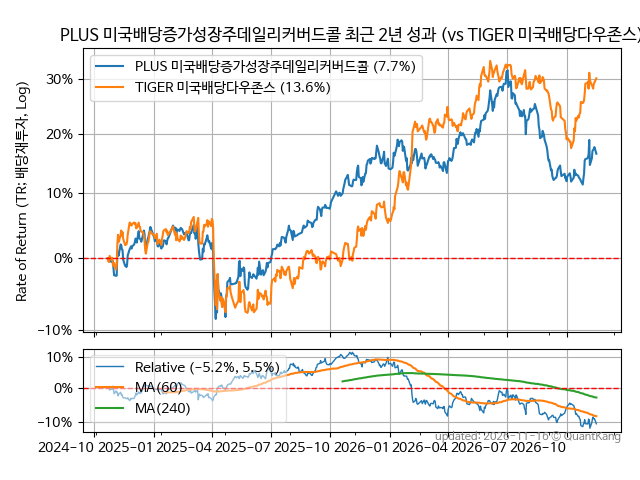 PLUS 미국배당증가성장주데일리커버드콜 최근 2년 성과 (vs TIGER 미국배당다우존스)
Rate of Return (TR: 배당재투자, Log)
30%
20%
10%
0%
−10%
PLUS 미국배당증가성장주데일리커버드콜 (7.7%)
TIGER 미국배당다우존스 (13.6%)
10%
0%
−10%
Relative (−5.2%, 5.5%)
MA(60)
MA(240)
updated: 2026-11-16 © QuantKang
2024-10 2025-01 2025-04 2025-07 2025-10 2026-01 2026-04 2026-07 2026-10